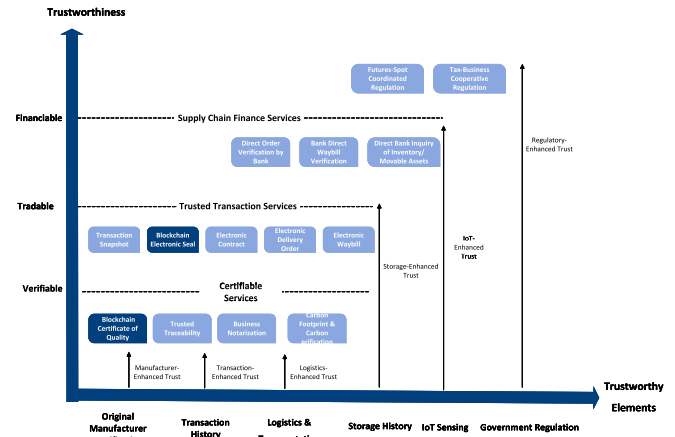 Trustworthiness
Futures-Spot
Coordinated
Regulation
Tax-Business
Cooperative
Regulation
Financiable
Supply Chain Finance Services
Direct Order
Verification by
Bank
Bank Direct
Waybill
Verification
Direct Bank Inquiry
of Inventory/
Movable Assets
Regulatory-
Enhanced Trust
Tradable
Trusted Transaction Services
Transaction
Snapshot
Blockchain
Electronic Seal
Electronic
Contract
Electronic
Delivery
Order
Electronic
Waybill
IoT-
Enhanced
Trust
Storage-Enhanced
Trust
Verifiable
Certifiable
Services
Blockchain
Certificate of
Quality
Trusted
Traceability
Business
Notarization
Carbon
Footprint &
Carbon
Manufacturer-
Enhanced Trust
Transaction-
Enhanced Trust
Logistics-
Enhanced Trust
Trustworthy
Elements
Original
Manufacturer
Transaction
History
Logistics &
Storage History
IoT Sensing
Government Regulation